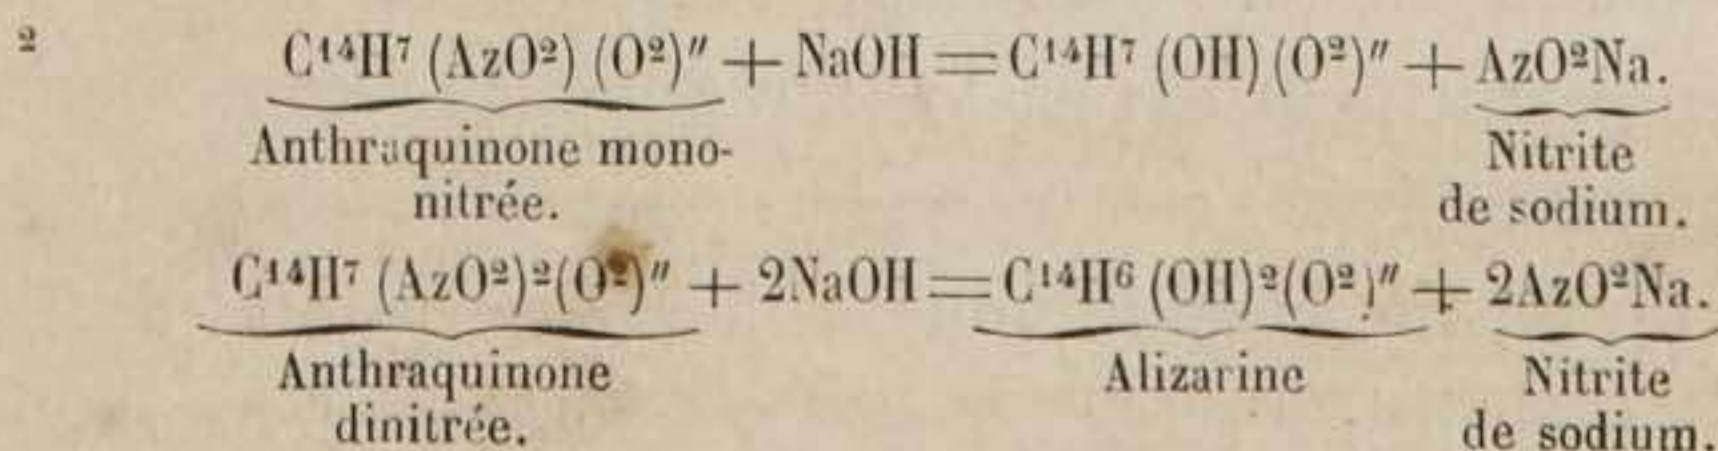 2 C¹⁴H⁷ (AzO²) (O²)″ + NaOH = C¹⁴H⁷ (OH) (O²)″ + AzO²Na.
Anthraquinone mono- Nitrite
nitrée. de sodium.
C¹⁴H⁷ (AzO²)²(O²)″ + 2NaOH = C¹⁴H⁶ (OH)²(O²)″ + 2AzO²Na.
Anthraquinone Alizarine Nitrite
dinitrée. de sodium.